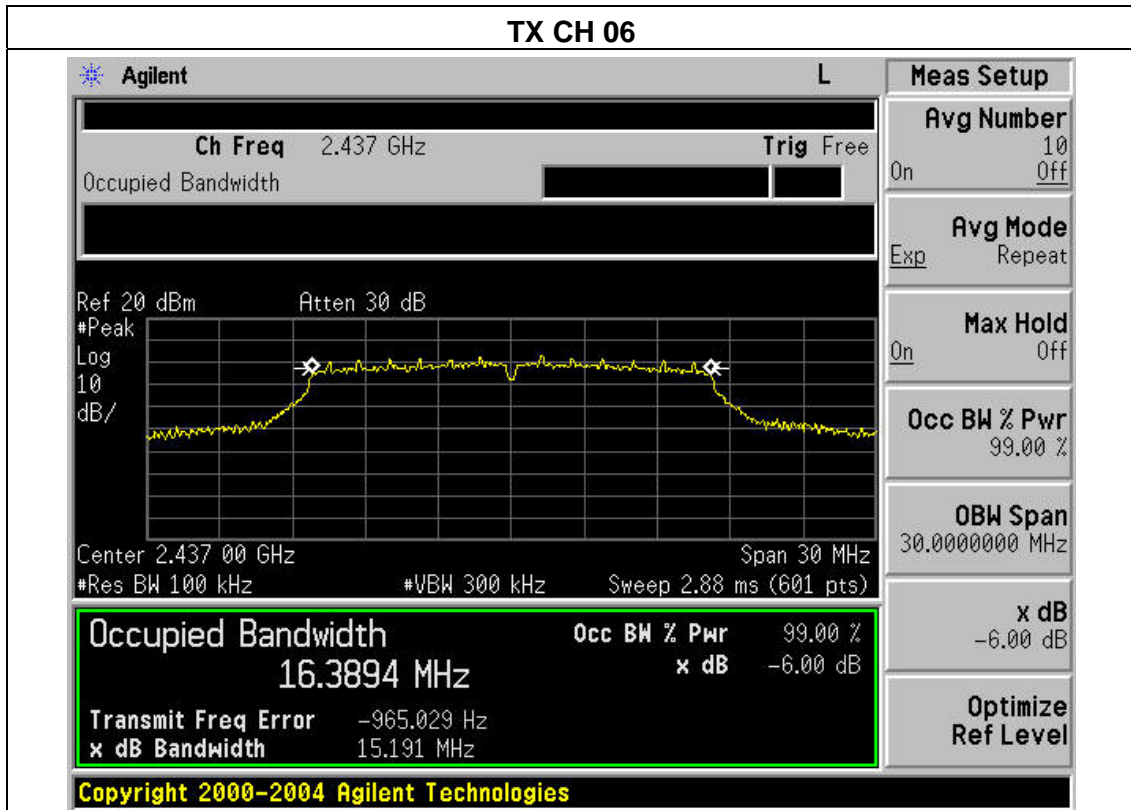 TX CH 06
Agilent L Meas Setup
Ch Freq 2.437 GHz Trig Free
Occupied Bandwidth
Avg Number
10
On Off
Avg Mode
Exp Repeat
Max Hold
On Off
Occ BW % Pwr
99.00 %
OBW Span
30.0000000 MHz
x dB
-6.00 dB
Optimize
Ref Level
Ref 20 dBm Atten 30 dB
#Peak
Log
10
dB/
Center 2.437 00 GHz Span 30 MHz
#Res BW 100 kHz #VBW 300 kHz Sweep 2.88 ms (601 pts)
Occupied Bandwidth Occ BW % Pwr 99.00 %
16.3894 MHz x dB -6.00 dB
Transmit Freq Error -965.029 Hz
x dB Bandwidth 15.191 MHz
Copyright 2000-2004 Agilent Technologies